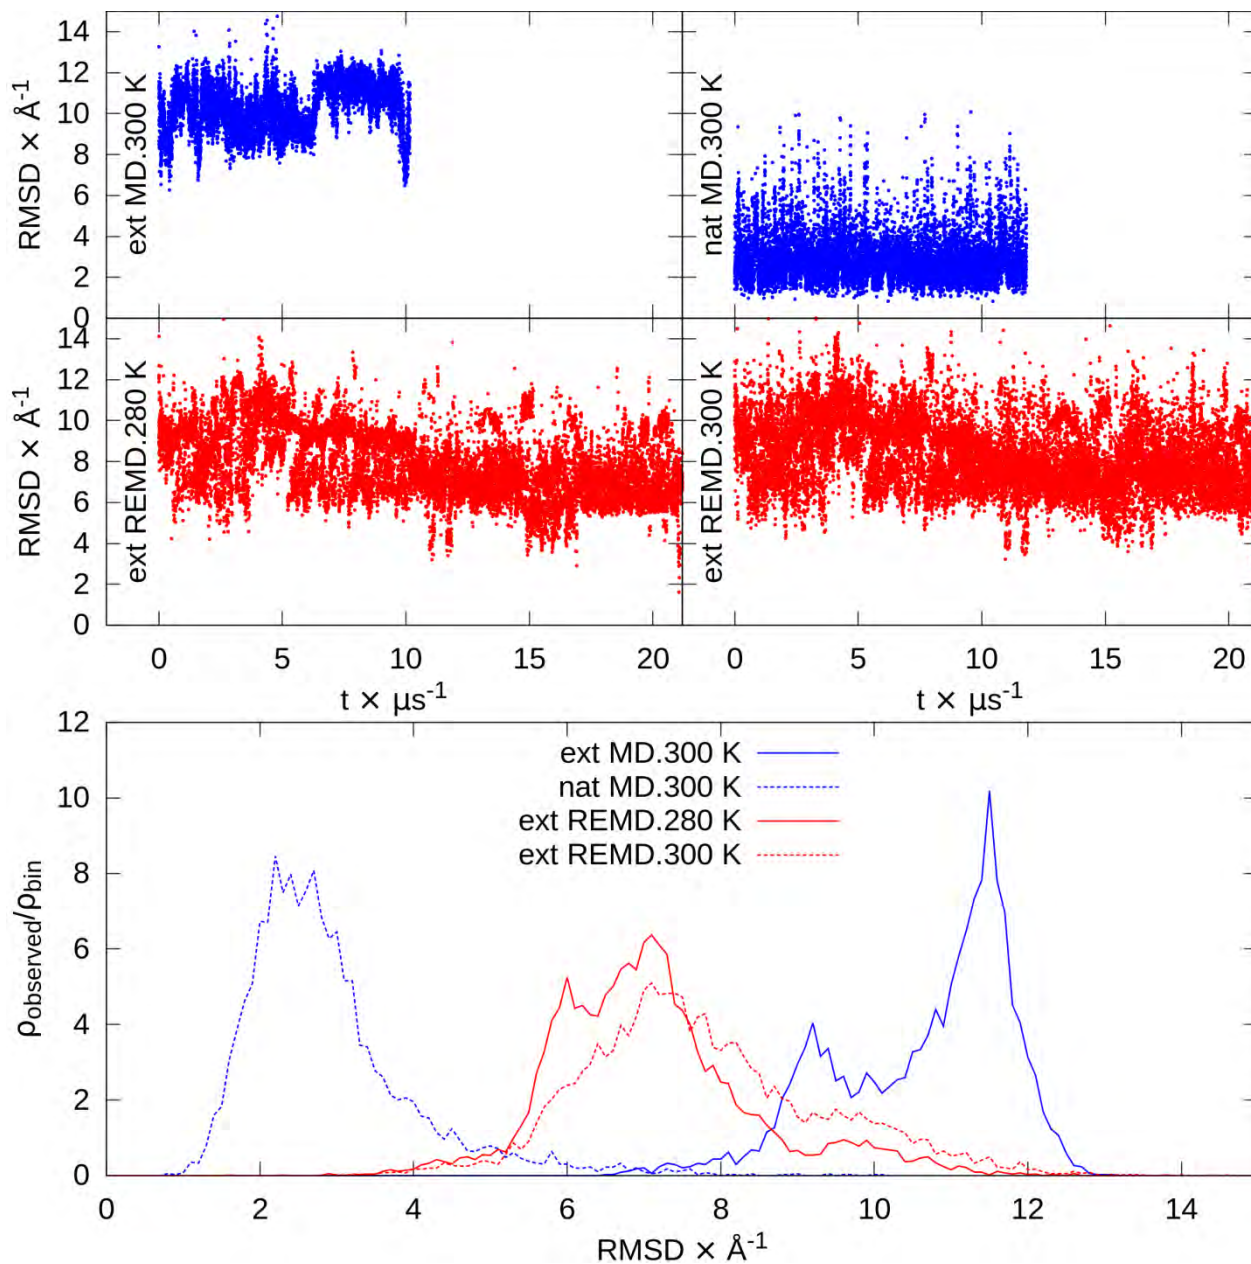 14
12
10
8
6
4
2
0
RMSD × Å⁻¹
ext MD.300 K
nat MD.300 K
14
12
10
8
6
4
2
0
RMSD × Å⁻¹
ext REMD.280 K
ext REMD.300 K
0 5 10 15 20
0 5 10 15 20
t × µs⁻¹
t × µs⁻¹
12
10
8
6
4
2
0
ρobserved/ρbin
ext MD.300 K
nat MD.300 K
ext REMD.280 K
ext REMD.300 K
0 2 4 6 8 10 12 14
RMSD × Å⁻¹